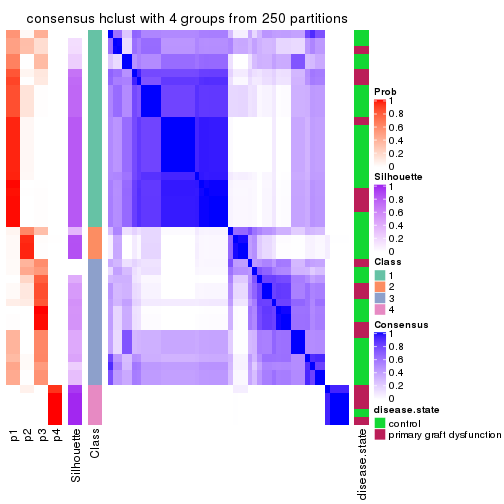 consensus hclust with 4 groups from 250 partitions
Prob
1
0.8
0.6
0.4
0.2
0
Silhouette
1
0.8
0.6
0.4
0.2
0
Class
1
2
3
4
Consensus
1
0.8
0.6
0.4
0.2
0
disease.state
control
primary graft dysfunction
p1
p2
p3
p4
Silhouette
Class
disease.state